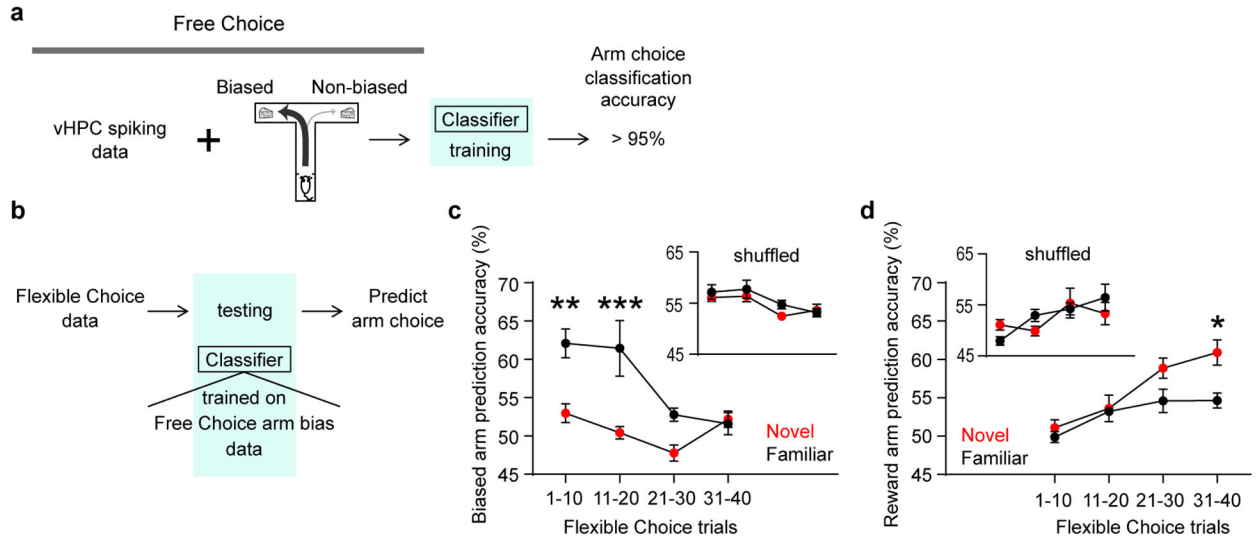 a
Free Choice
Biased
Non-biased
vHPC spiking
data
+
Classifier
training
Arm choice
classification
accuracy
> 95%
b
Flexible Choice
data
testing
Predict
arm choice
Classifier
trained on
Free Choice arm bias
data
c
Biased arm prediction accuracy (%)
70
65
60
55
50
45
** ***
shuffled
65
55
45
Novel
Familiar
1-10 11-20 21-30 31-40
Flexible Choice trials
d
Reward arm prediction accuracy (%)
70
65
60
55
50
45
shuffled
65
55
45
*
Novel
Familiar
1-10 11-20 21-30 31-40
Flexible Choice trials